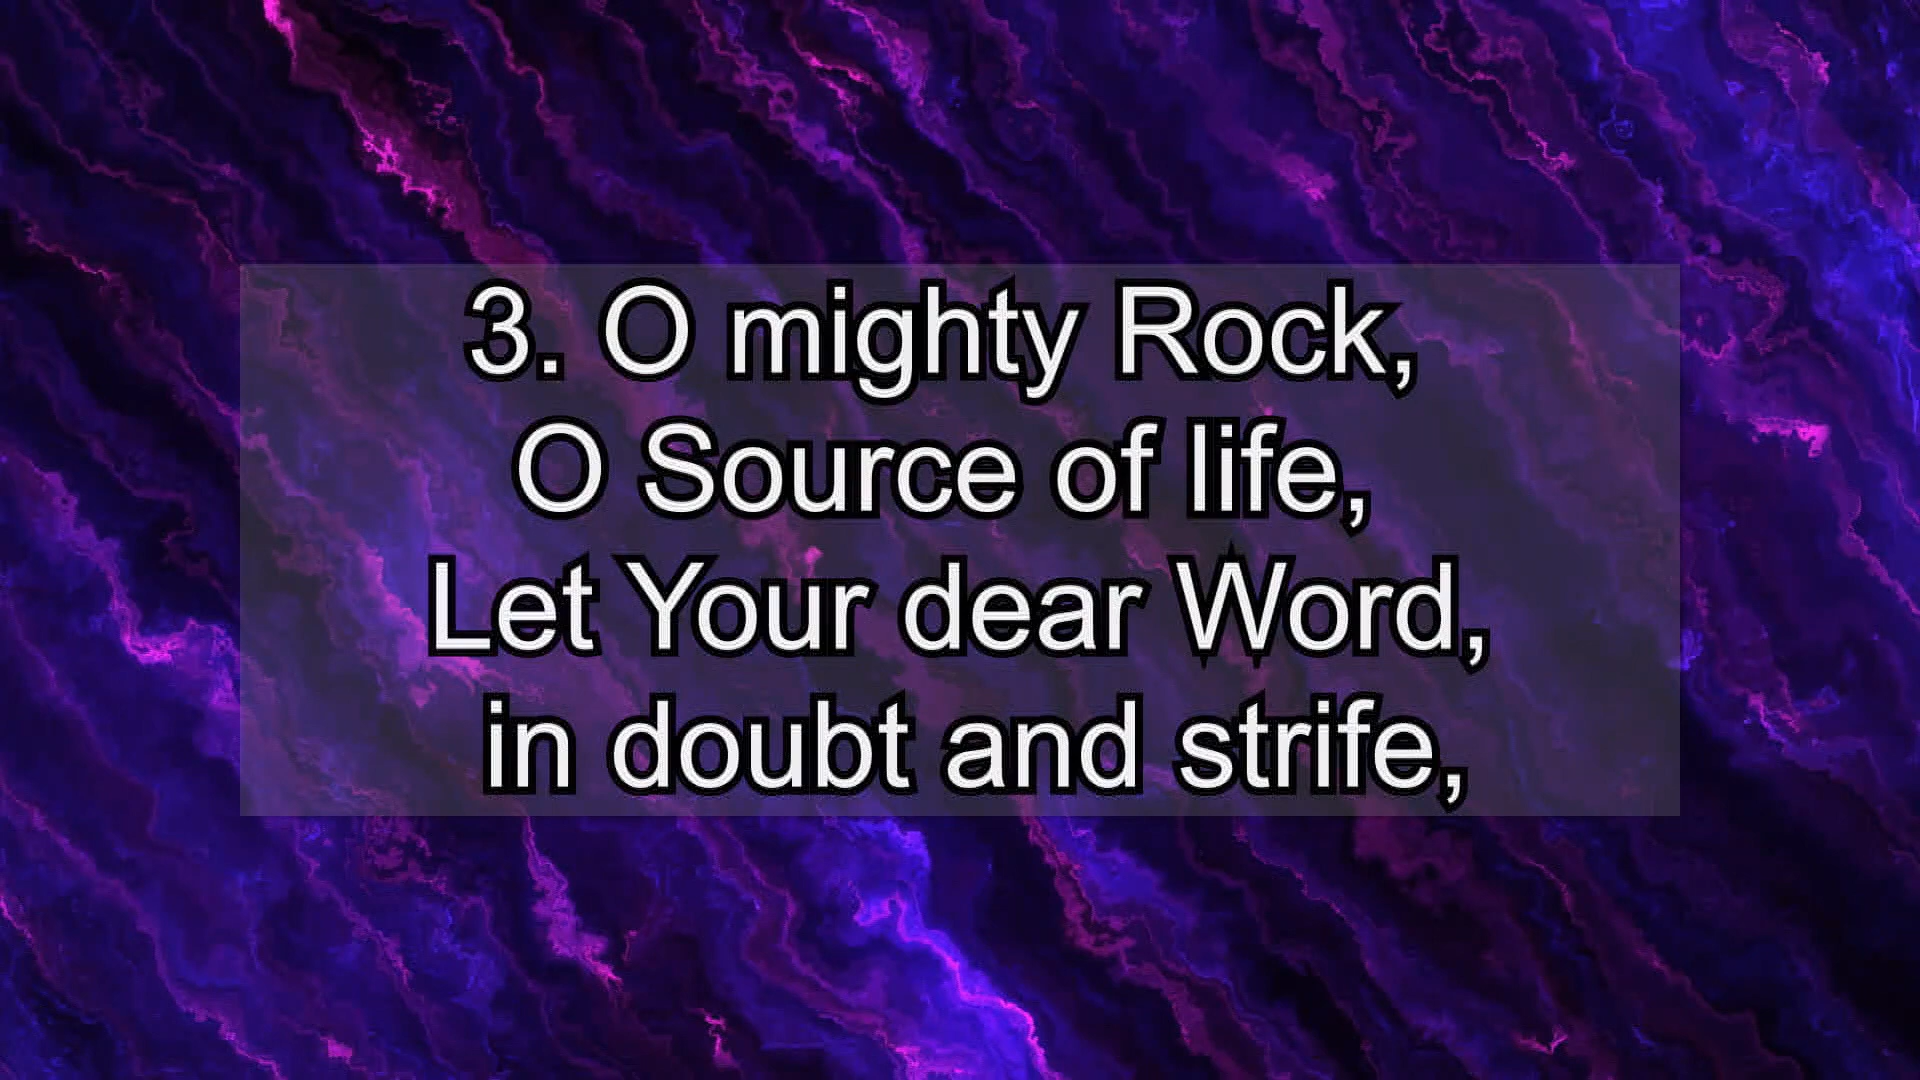 3. O mighty Rock,
O Source of life,
Let Your dear Word,
in doubt and strife,